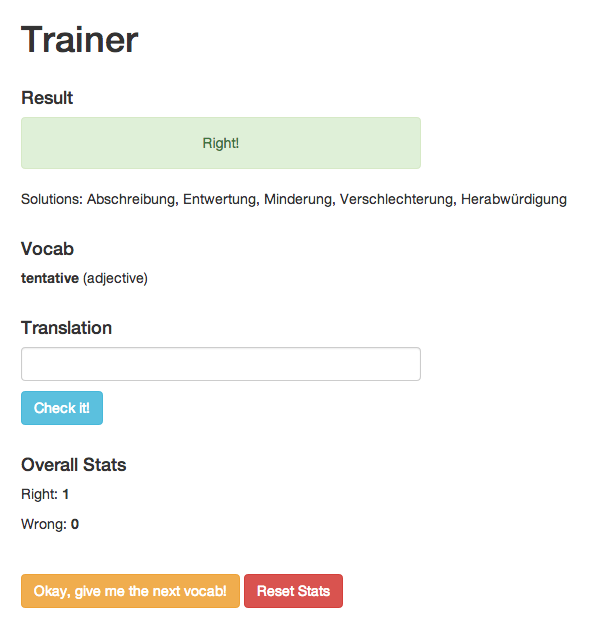 Trainer
Result
Right!
Solutions: Abschreibung, Entwertung, Minderung, Verschlechterung, Herabwürdigung
Vocab
tentative (adjective)
Translation
Check it!
Overall Stats
Right: 1
Wrong: 0
Okay, give me the next vocab! Reset Stats